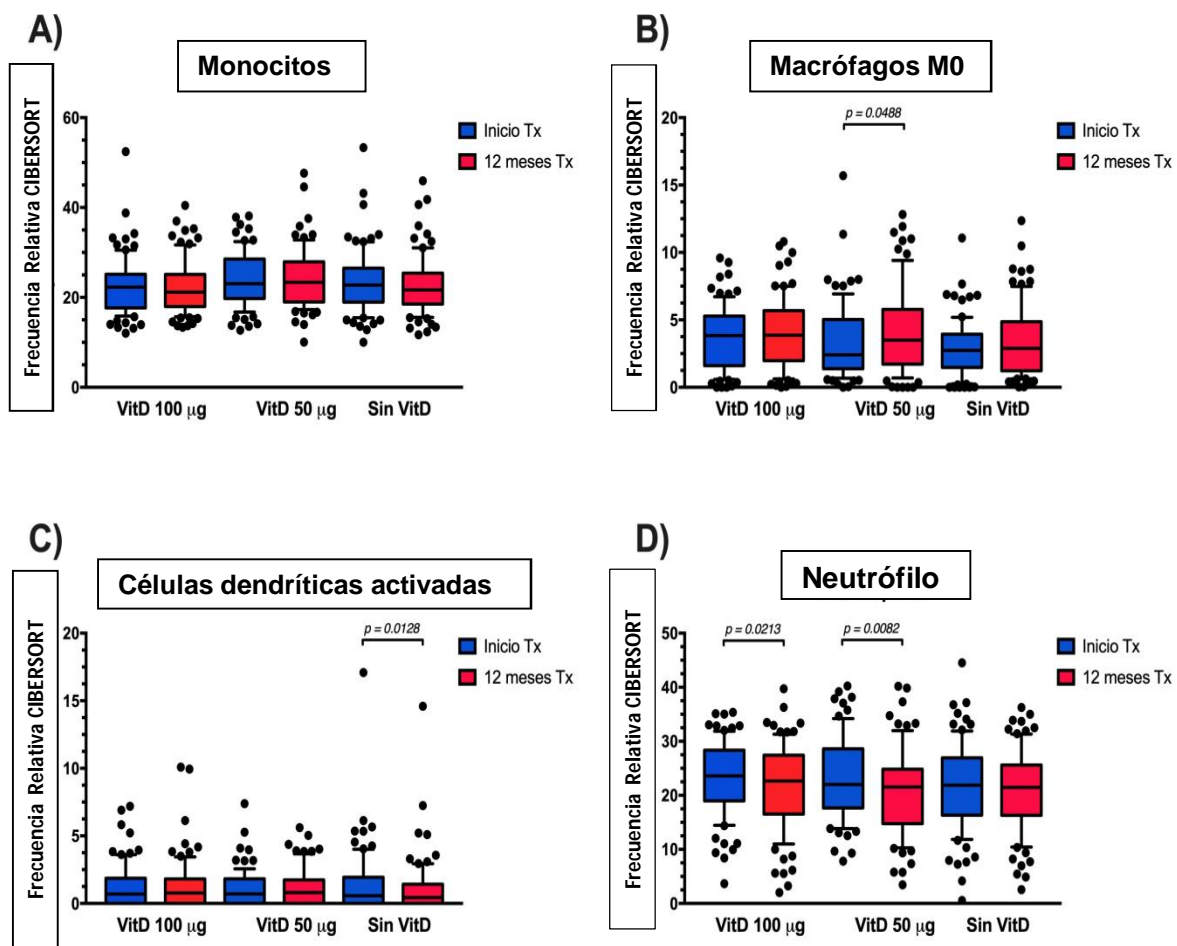 A)
Monocitos
Frecuencia Relativa CIBERSORT
60
40
20
0
Inicio Tx
12 meses Tx
VitD 100 μg VitD 50 μg Sin VitD
B)
Macrófagos M0
Frecuencia Relativa CIBERSORT
20
15
10
5
0
p = 0.0488
Inicio Tx
12 meses Tx
VitD 100 μg VitD 50 μg Sin VitD
C)
Células dendríticas activadas
Frecuencia Relativa CIBERSORT
20
15
10
5
0
p = 0.0128
Inicio Tx
12 meses Tx
VitD 100 μg VitD 50 μg Sin VitD
D)
Neutrófilo
Frecuencia Relativa CIBERSORT
50
40
30
20
10
0
p = 0.0213 p = 0.0082
Inicio Tx
12 meses Tx
VitD 100 μg VitD 50 μg Sin VitD